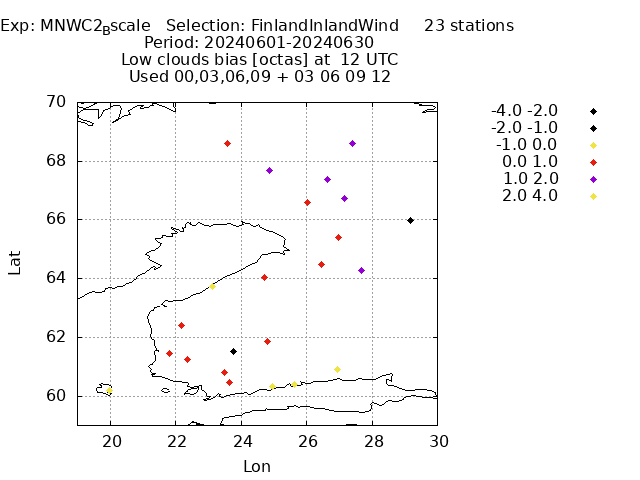 Exp: MNWC2_Bscale   Selection: FinlandInlandWind     23 stations
Period: 20240601-20240630
Low clouds bias [octas] at  12 UTC
Used 00,03,06,09 + 03 06 09 12
-4.0 -2.0
-2.0 -1.0
-1.0 0.0
0.0 1.0
1.0 2.0
2.0 4.0
70
68
66
64
62
60
Lat
20 22 24 26 28 30
Lon